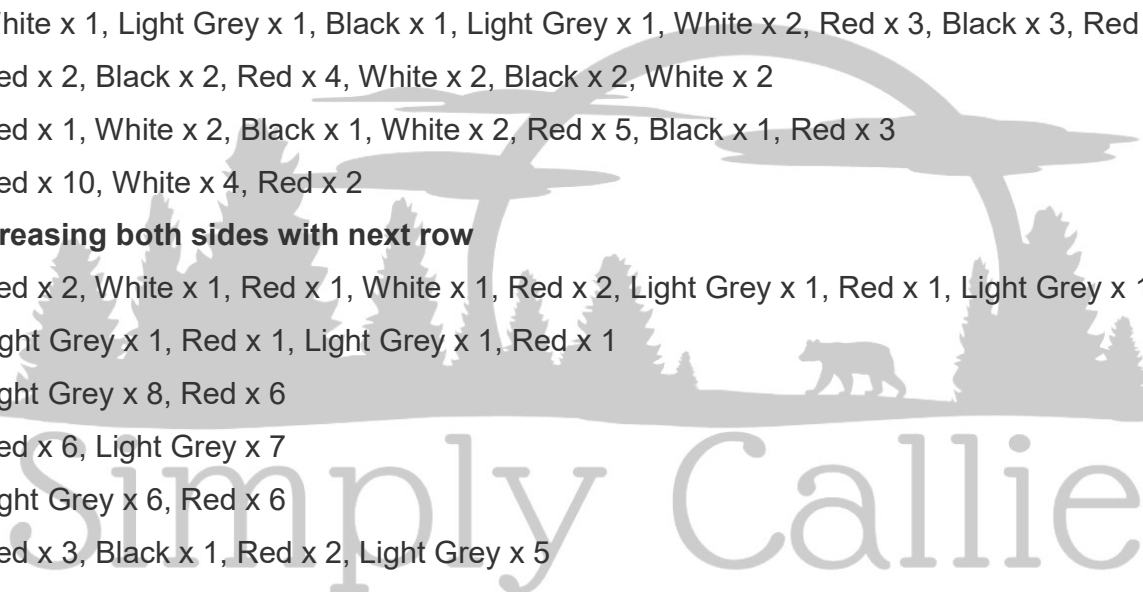 hite x 1, Light Grey x 1, Black x 1, Light Grey x 1, White x 2, Red x 3, Black x 3, Red
ed x 2, Black x 2, Red x 4, White x 2, Black x 2, White x 2
ed x 1, White x 2, Black x 1, White x 2, Red x 5, Black x 1, Red x 3
ed x 10, White x 4, Red x 2
reasing both sides with next row
ed x 2, White x 1, Red x 1, White x 1, Red x 2, Light Grey x 1, Red x 1, Light Grey x 1
ght Grey x 1, Red x 1, Light Grey x 1, Red x 1
ght Grey x 8, Red x 6
ed x 6, Light Grey x 7
ght Grey x 6, Red x 6
ed x 3, Black x 1, Red x 2, Light Grey x 5
Simply Callie